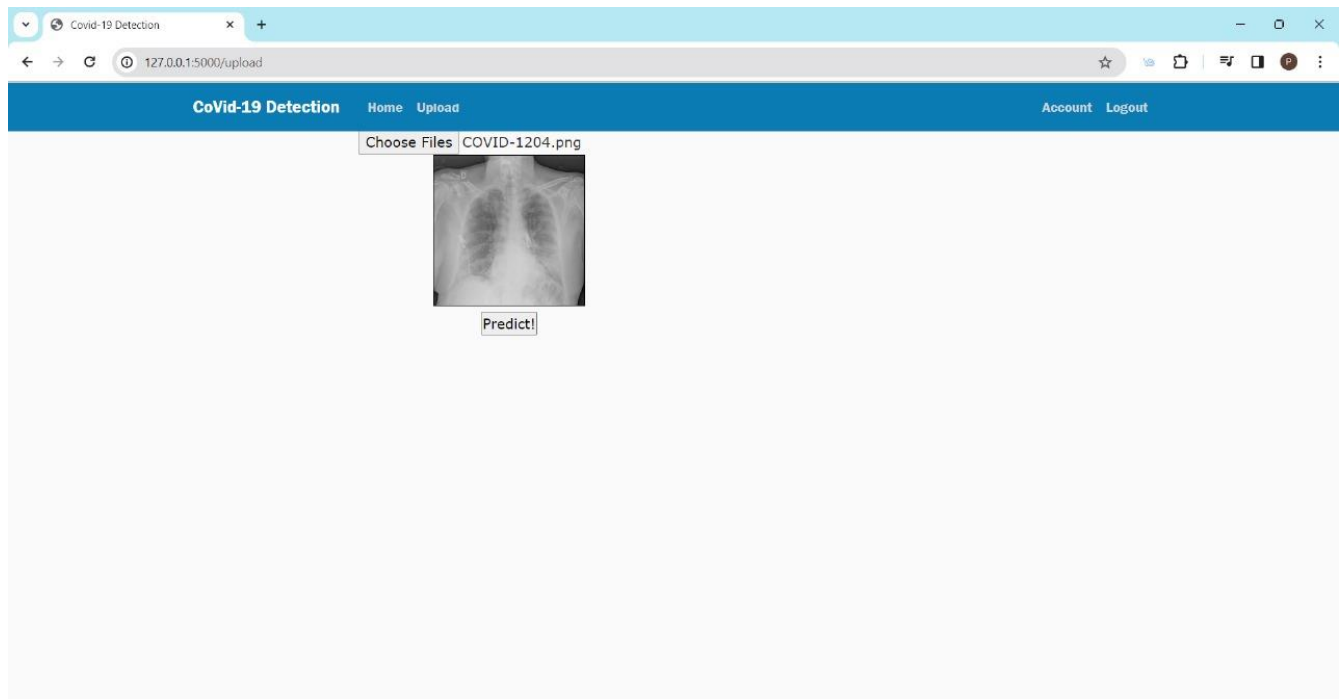 Covid-19 Detection
127.0.0.1:5000/upload
P
CoVid-19 Detection Home Upload Account Logout
Choose Files COVID-1204.png
Predict!